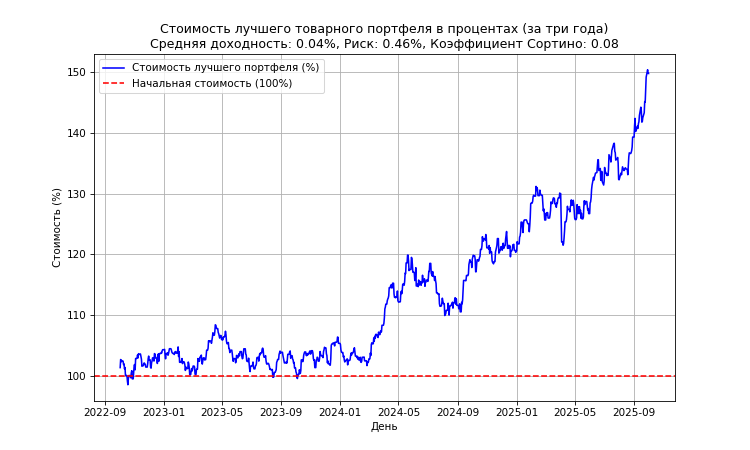 Стоимость лучшего товарного портфеля в процентах (за три года)
Средняя доходность: 0.04%, Риск: 0.46%, Коэффициент Сортино: 0.08
Стоимость лучшего портфеля (%)
Начальная стоимость (100%)
Стоимость (%)
150
140
130
120
110
100
2022-09 2023-01 2023-05 2023-09 2024-01 2024-05 2024-09 2025-01 2025-05 2025-09
День